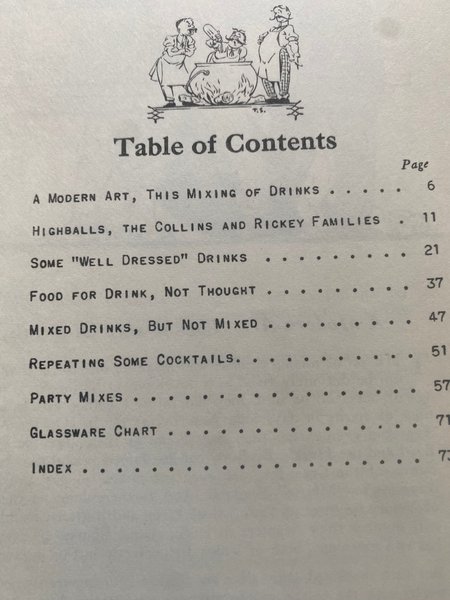 T.S.
Table of Contents
Page
A Modern Art, This Mixing of Drinks . . . . . 6
Highballs, the Collins and Rickey Families . 11
Some "Well Dressed" Drinks . . . . . . . . . 21
Food for Drink, Not Thought . . . . . . . . . 37
Mixed Drinks, But Not Mixed . . . . . . . . . 47
Repeating Some Cocktails. . . . . . . . . . . 51
Party Mixes . . . . . . . . . . . . . . . . . 57
Glassware Chart . . . . . . . . . . . . . . . 71
Index . . . . . . . . . . . . . . . . . . . . 73